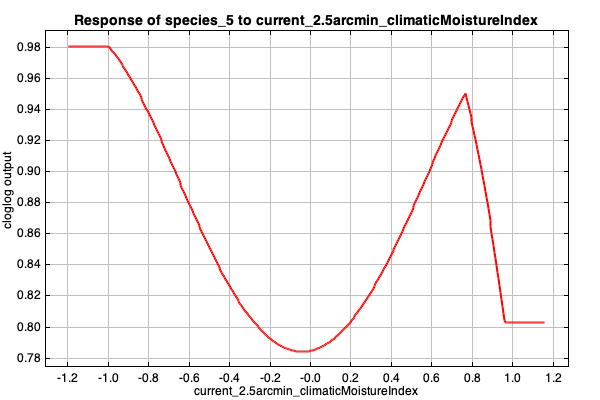 Response of species_5 to current_2.5arcmin_climaticMoistureIndex
0.98
0.96
0.94
0.92
0.90
0.88
0.86
0.84
0.82
0.80
0.78
cloglog output
-1.2 -1.0 -0.8 -0.6 -0.4 -0.2 -0.0 0.2 0.4 0.6 0.8 1.0 1.2
current_2.5arcmin_climaticMoistureIndex